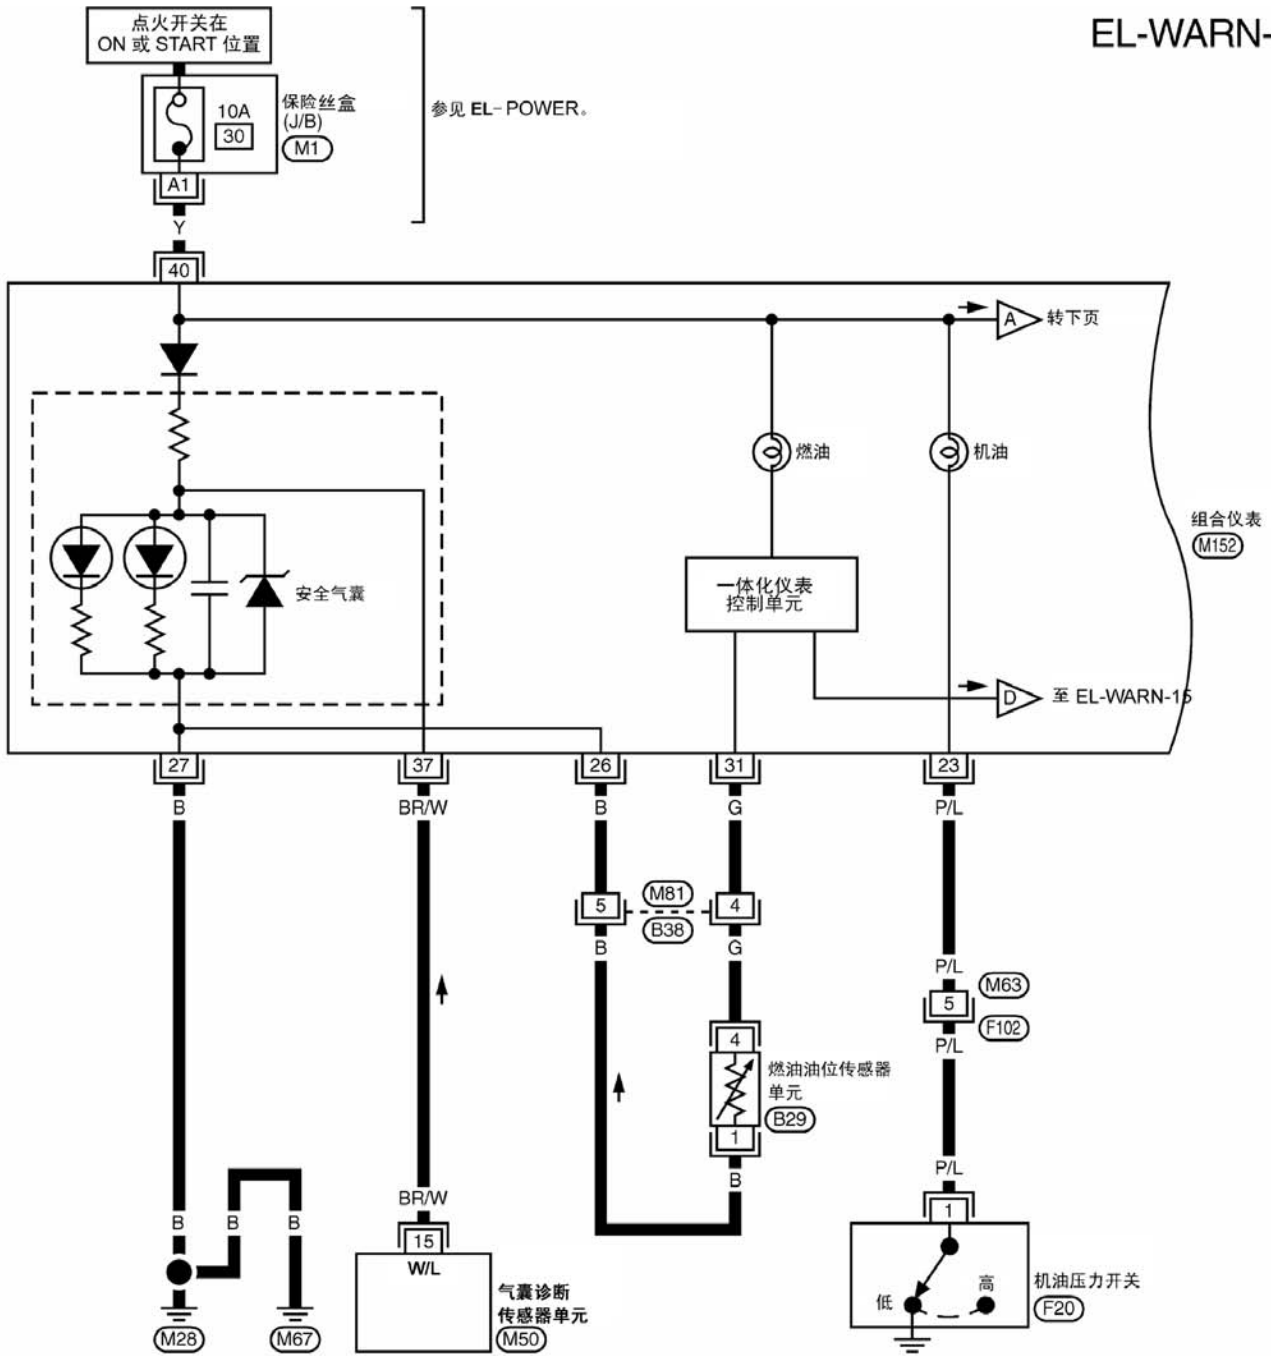 EL-WARN-
点火开关在
ON 或 START 位置
10A
30
保险丝盒
(J/B)
M1
参见 EL-POWER。
A1
Y
40
A
转下页
燃油
机油
组合仪表
M152
一体化仪表
控制单元
安全气囊
D
至 EL-WARN-15
27
37
26
31
23
B
BR/W
B
G
P/L
M81
5
4
B38
B
G
P/L
M63
5
F102
P/L
4
燃油油位传感器
单元
B29
1
B
P/L
BR/W
1
B
B
B
15
W/L
气囊诊断
传感器单元
M50
高
低
机油压力开关
F20
M28
M67